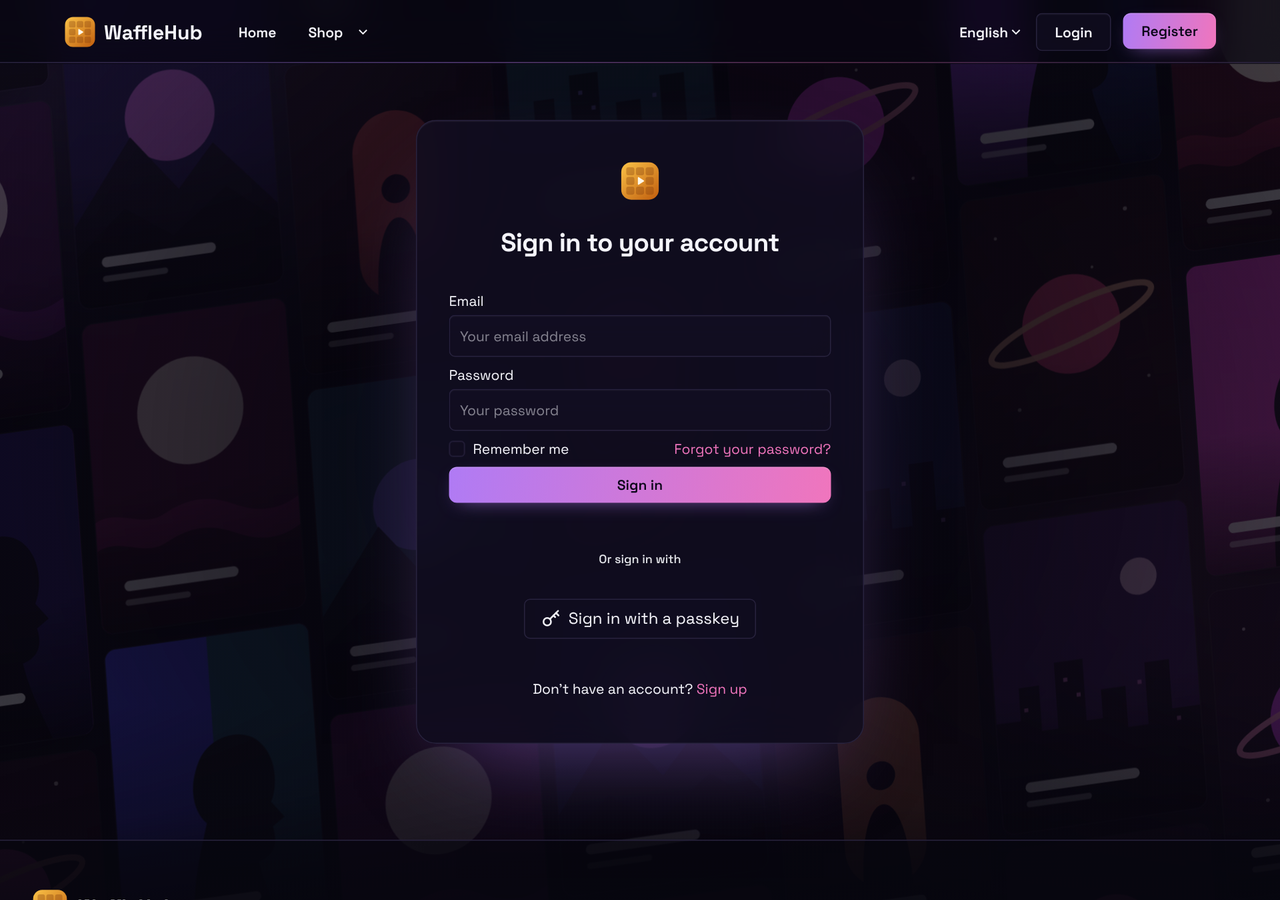 WaffleHub Home Shop English Login Register
Sign in to your account
Email
Your email address
Password
Your password
Remember me Forgot your password?
Sign in
Or sign in with
Sign in with a passkey
Don't have an account? Sign up